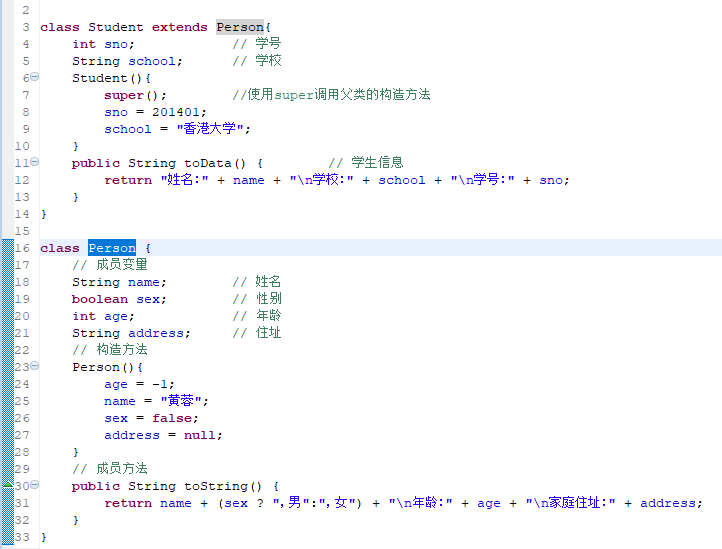 2
3 class Student extends Person{
4     int sno;            // 学号
5     String school;      // 学校
6     Student(){
7         super();        //使用super调用父类的构造方法
8         sno = 201401;
9         school = "香港大学";
10     }
11     public String toData() {        // 学生信息
12         return "姓名:" + name + "\n学校:" + school + "\n学号:" + sno;
13     }
14 }
15
16 class Person {
17     // 成员变量
18     String name;        // 姓名
19     boolean sex;        // 性别
20     int age;            // 年龄
21     String address;     // 住址
22     // 构造方法
23     Person(){
24         age = -1;
25         name = "黄蓉";
26         sex = false;
27         address = null;
28     }
29     // 成员方法
30     public String toString() {
31         return name + (sex ? ",男":",女") + "\n年龄:" + age + "\n家庭住址:" + address;
32     }
33 }